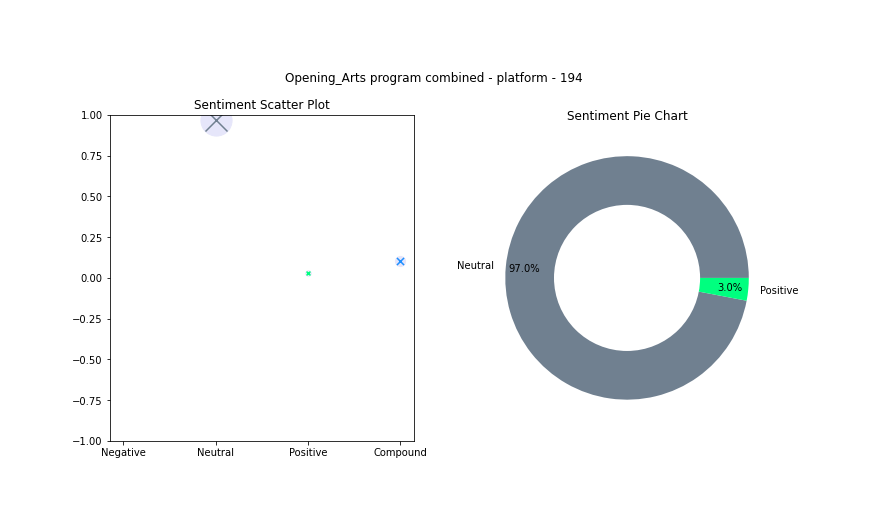 Opening_Arts program combined - platform - 194
Sentiment Scatter Plot
1.00
0.75
0.50
0.25
0.00
−0.25
−0.50
−0.75
−1.00
Negative
Neutral
Positive
Compound
Sentiment Pie Chart
Neutral
97.0%
3.0%
Positive